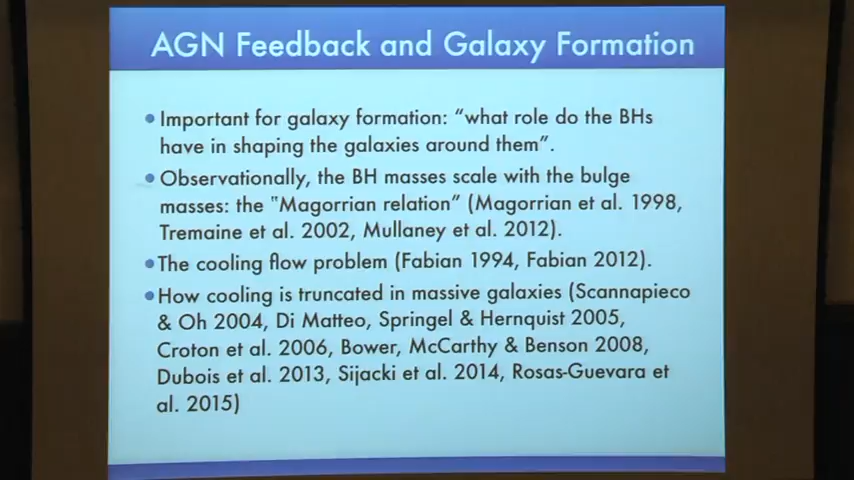 AGN Feedback and Galaxy Formation
• Important for galaxy formation: “what role do the BHs
have in shaping the galaxies around them”.
• Observationally, the BH masses scale with the bulge
masses: the "Magorrian relation” (Magorrian et al. 1998,
Tremaine et al. 2002, Mullaney et al. 2012).
• The cooling flow problem (Fabian 1994, Fabian 2012).
• How cooling is truncated in massive galaxies (Scannapieco
& Oh 2004, Di Matteo, Springel & Hernquist 2005,
Croton et al. 2006, Bower, McCarthy & Benson 2008,
Dubois et al. 2013, Sijacki et al. 2014, Rosas-Guevara et
al. 2015)